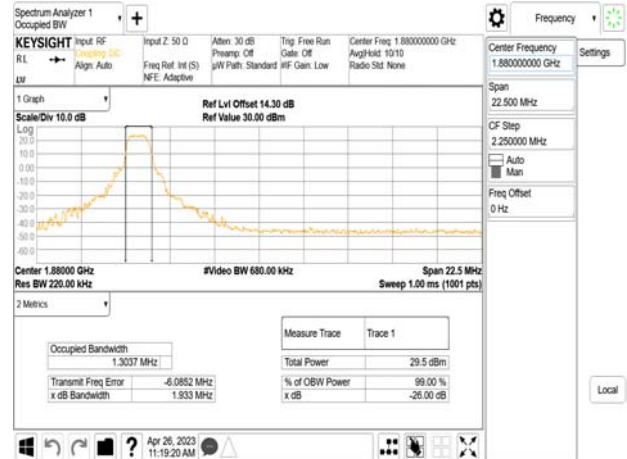 Spectrum Analyzer 1
Occupied BW
Frequency
KEYSIGHT
RL
LV
Input: RF
Coupling: DC
Align: Auto
Input Z: 50 Ω
Freq Ref: Int (S)
NFE: Adaptive
Atten: 30 dB
Preamp: Off
µW Path: Standard
Trig: Free Run
Gate: Off
#IF Gain: Low
Center Freq: 1.880000000 GHz
Avg|Hold: 10/10
Radio Std: None
Center Frequency
1.880000000 GHz
Settings
Span
22.500 MHz
CF Step
2.250000 MHz
Auto
Man
Freq Offset
0 Hz
Local
1 Graph
Scale/Div 10.0 dB
Ref Lvl Offset 14.30 dB
Ref Value 30.00 dBm
Log
20.0
10.0
0.00
-10.0
-20.0
-30.0
-40.0
-50.0
-60.0
Center 1.88000 GHz
Res BW 220.00 kHz
#Video BW 680.00 kHz
Span 22.5 MHz
Sweep 1.00 ms (1001 pts)
2 Metrics
Occupied Bandwidth
1.3037 MHz
Transmit Freq Error -6.0852 MHz
x dB Bandwidth 1.933 MHz
Measure Trace Trace 1
Total Power 29.5 dBm
% of OBW Power 99.00 %
x dB -26.00 dB
Apr 26, 2023
11:19:20 AM